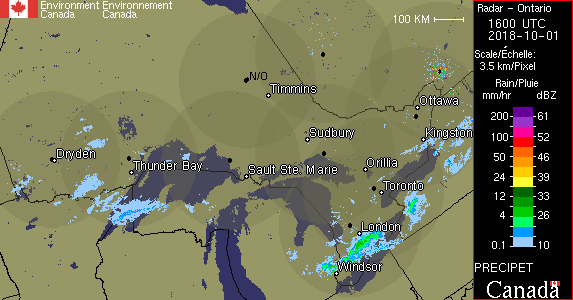 Environment Environnement
Canada Canada
100 KM
N/O
Timmins
Ottawa
Sudbury
Kingston
Dryden
Thunder Bay
Sault Ste. Marie
Orillia
Toronto
London
Windsor
Radar - Ontario
1600 UTC
2018-10-01
Scale/Échelle:
3.5 km/Pixel
Rain/Pluie
mm/hr dBZ
200 61
100 52
50 46
24 39
12 33
4 26
0.1 10
PRECIPET
Canada